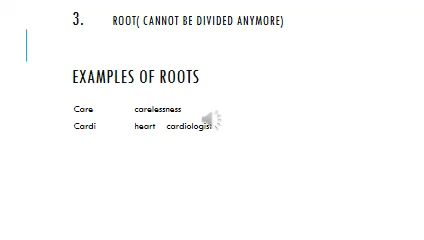 3. ROOT( CANNOT BE DIVIDED ANYMORE)
EXAMPLES OF ROOTS
Care carelessness
Cardi heart cardiologist